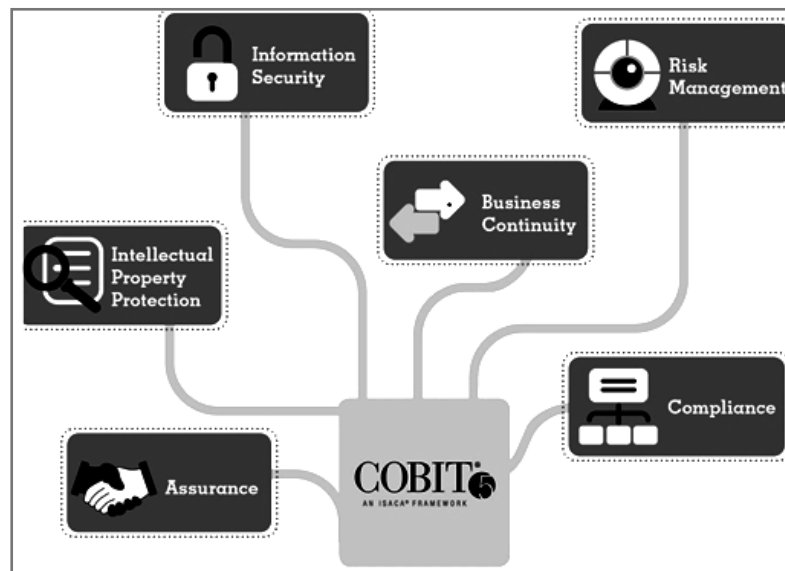 Information
Security
Risk
Management
Business
Continuity
Intellectual
Property
Protection
Compliance
Assurance
COBIT® 5
AN ISACA® FRAMEWORK